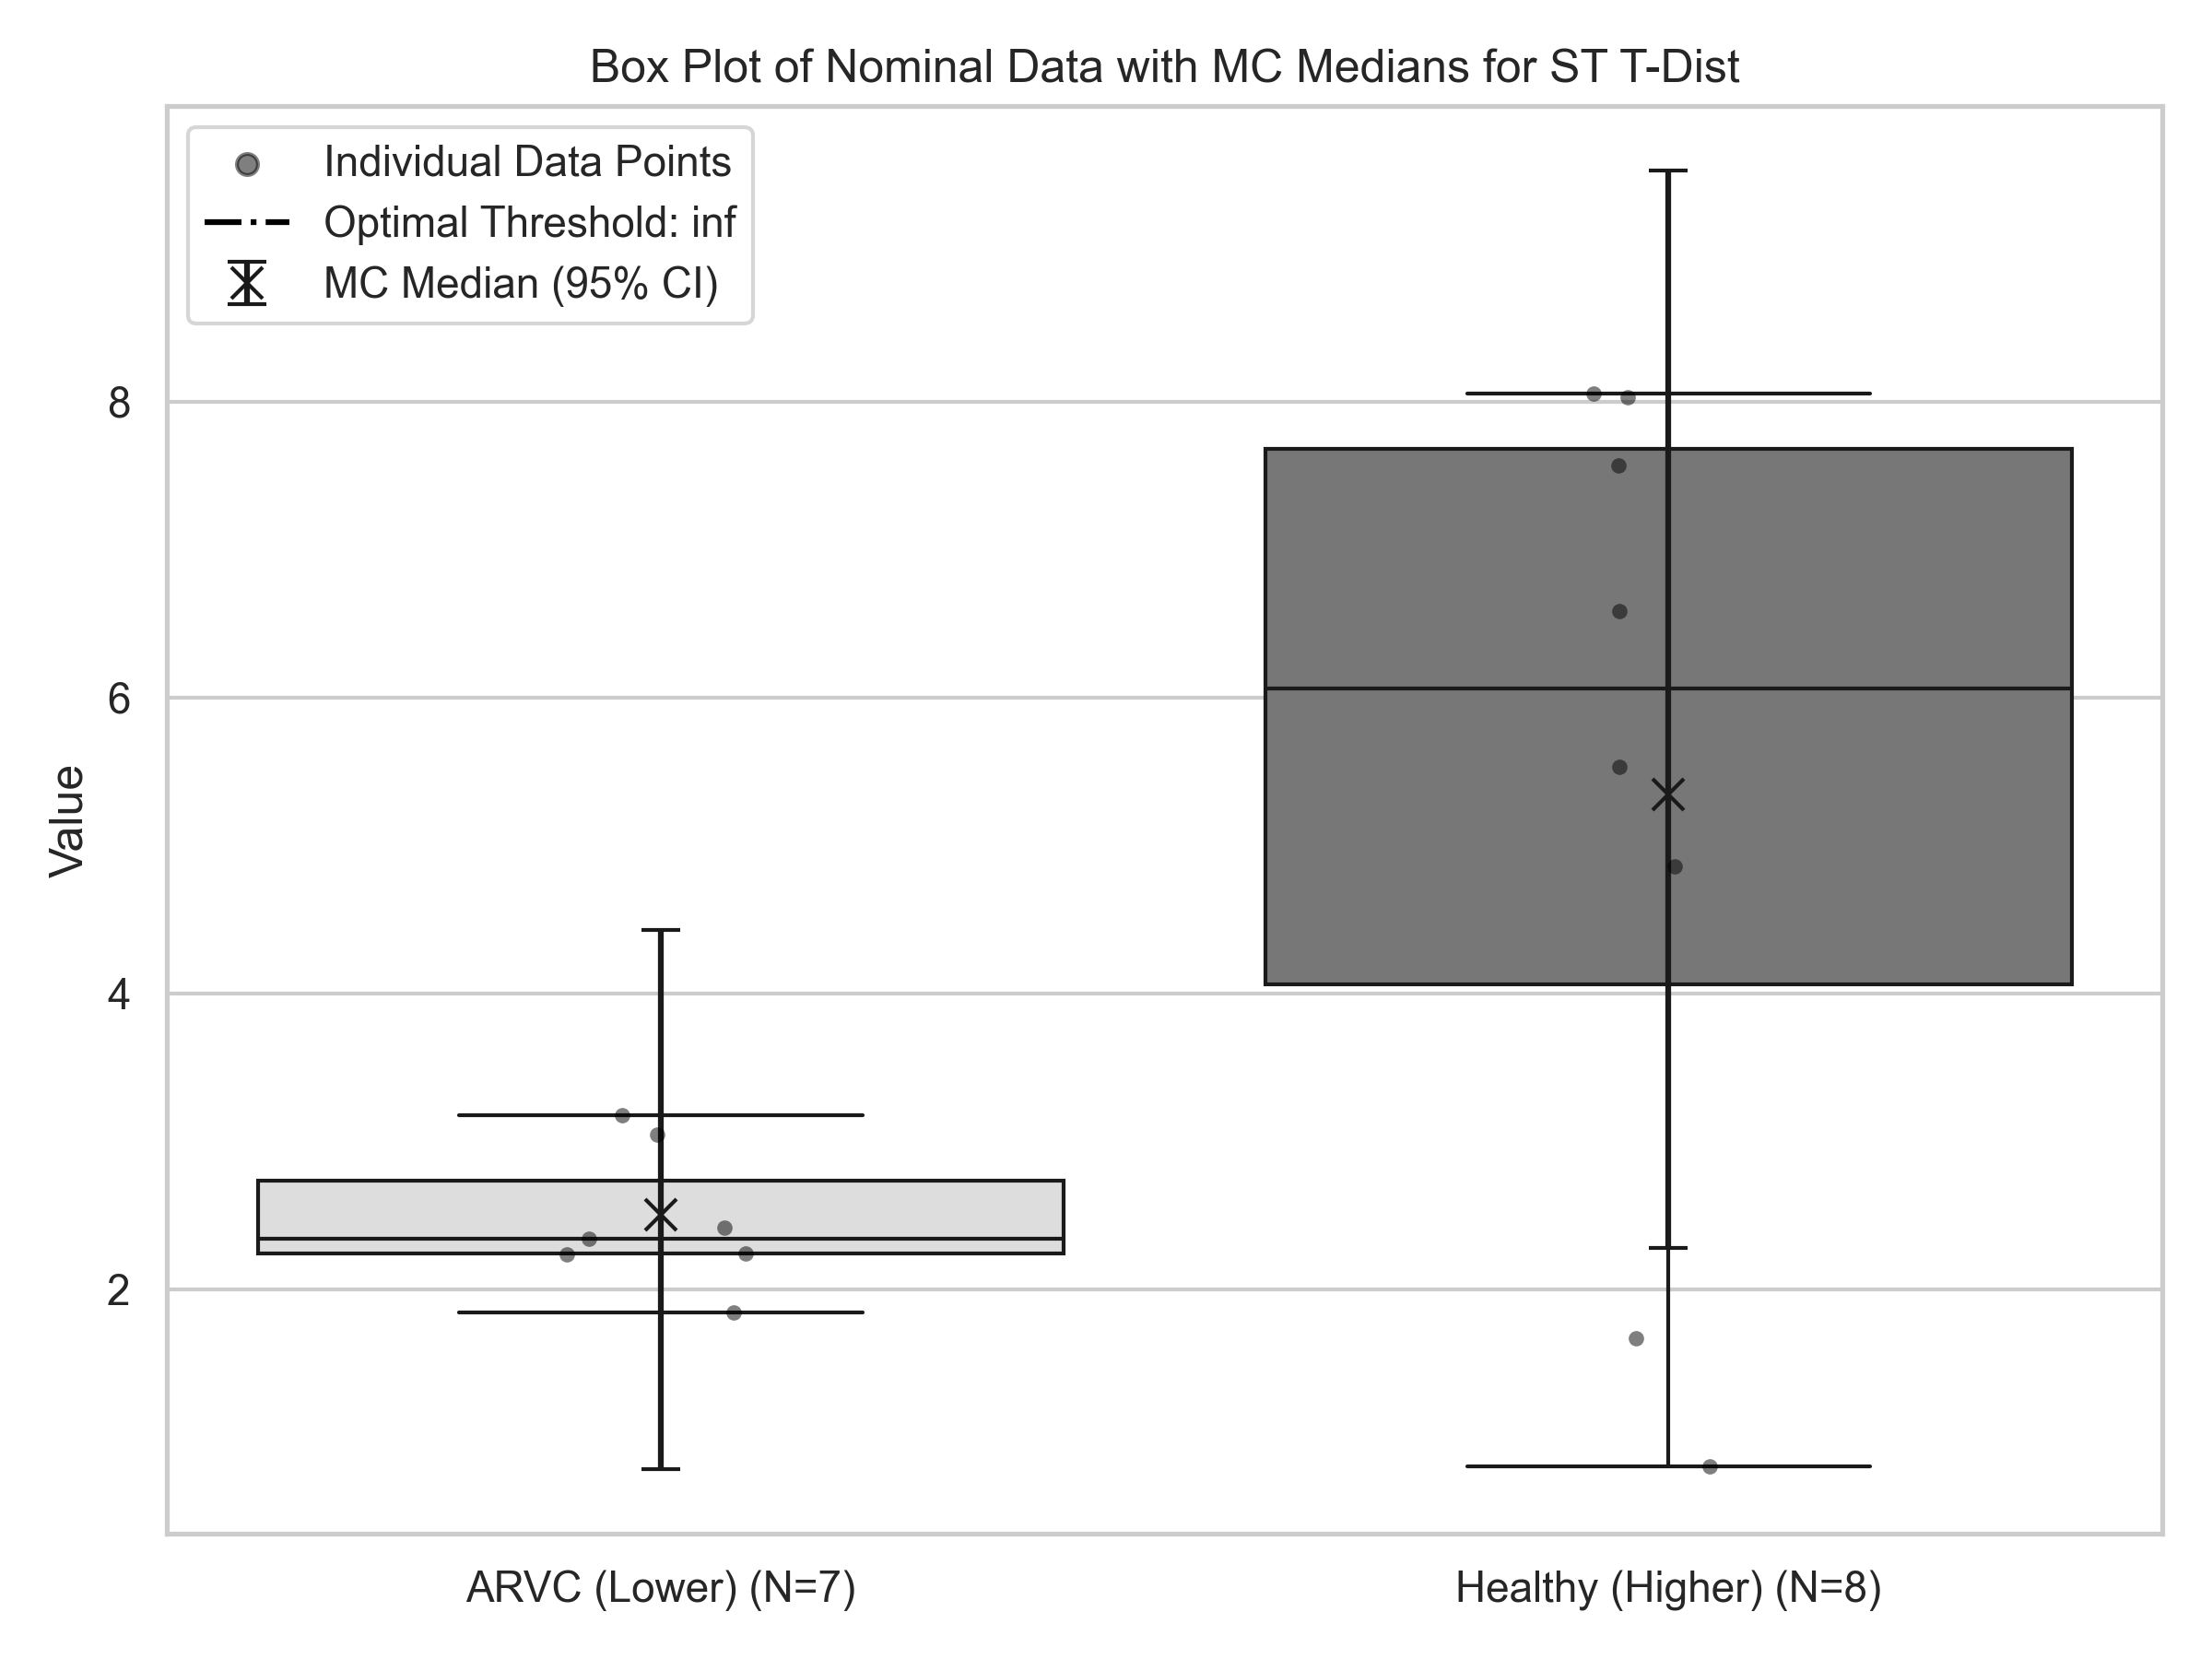 Box Plot of Nominal Data with MC Medians for ST T-Dist
Individual Data Points
Optimal Threshold: inf
MC Median (95% CI)
8
6
4
2
Value
ARVC (Lower) (N=7)
Healthy (Higher) (N=8)